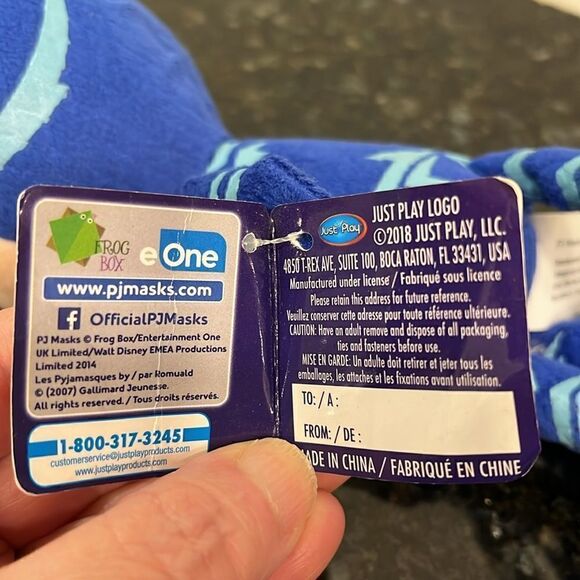 FROG
BOX
eOne
www.pjmasks.com
f OfficialPJMasks
PJ Masks © Frog Box/Entertainment One
UK Limited/Walt Disney EMEA Productions
Limited 2014
Les Pyjamasques by / par Romuald
© (2007) Gallimard Jeunesse.
All rights reserved. / Tous droits réservés.
1-800-317-3245
customerservice@justplayproducts.com
www.justplayproducts.com
Just Play
JUST PLAY LOGO
©2018 JUST PLAY, LLC.
4850 T-REX AVE, SUITE 100, BOCA RATON, FL 33431, USA
Manufactured under license / Fabriqué sous licence
Please retain this address for future reference.
Veuillez conserver cette adresse pour toute référence ultérieure.
CAUTION: Have an adult remove and dispose of all packaging,
ties and fasteners before use.
MISE EN GARDE: Un adulte doit retirer et jeter tous les
emballages, les attaches et les fixations avant utilisation.
TO: / A :
FROM: / DE :
MADE IN CHINA / FABRIQUÉ EN CHINE